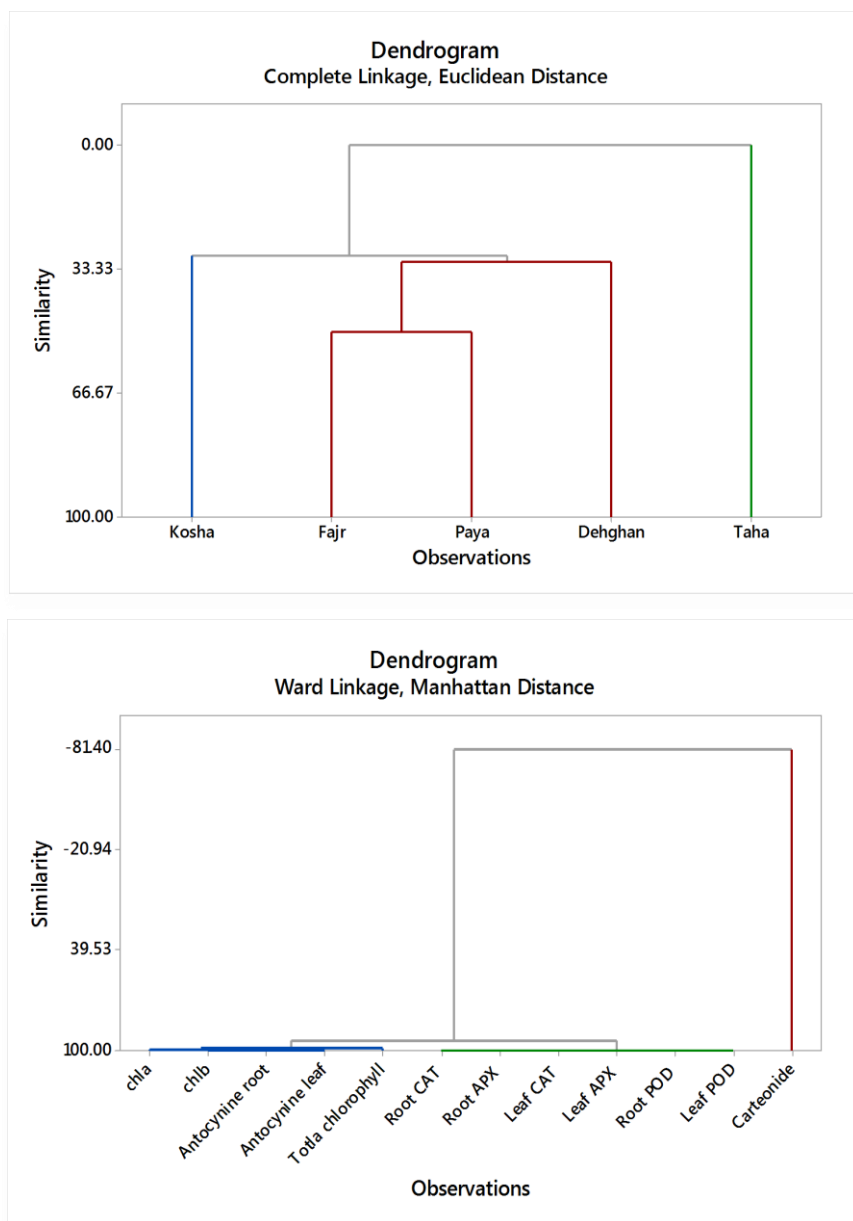 Dendrogram
Complete Linkage, Euclidean Distance
0.00
33.33
66.67
100.00
Similarity
Kosha
Fajr
Paya
Dehghan
Taha
Observations
Dendrogram
Ward Linkage, Manhattan Distance
-81.40
-20.94
39.53
100.00
Similarity
chla
chlb
Antocynine root
Antocynine leaf
Totla chlorophyll
Root CAT
Root APX
Leaf CAT
Leaf APX
Root POD
Leaf POD
Carteonide
Observations